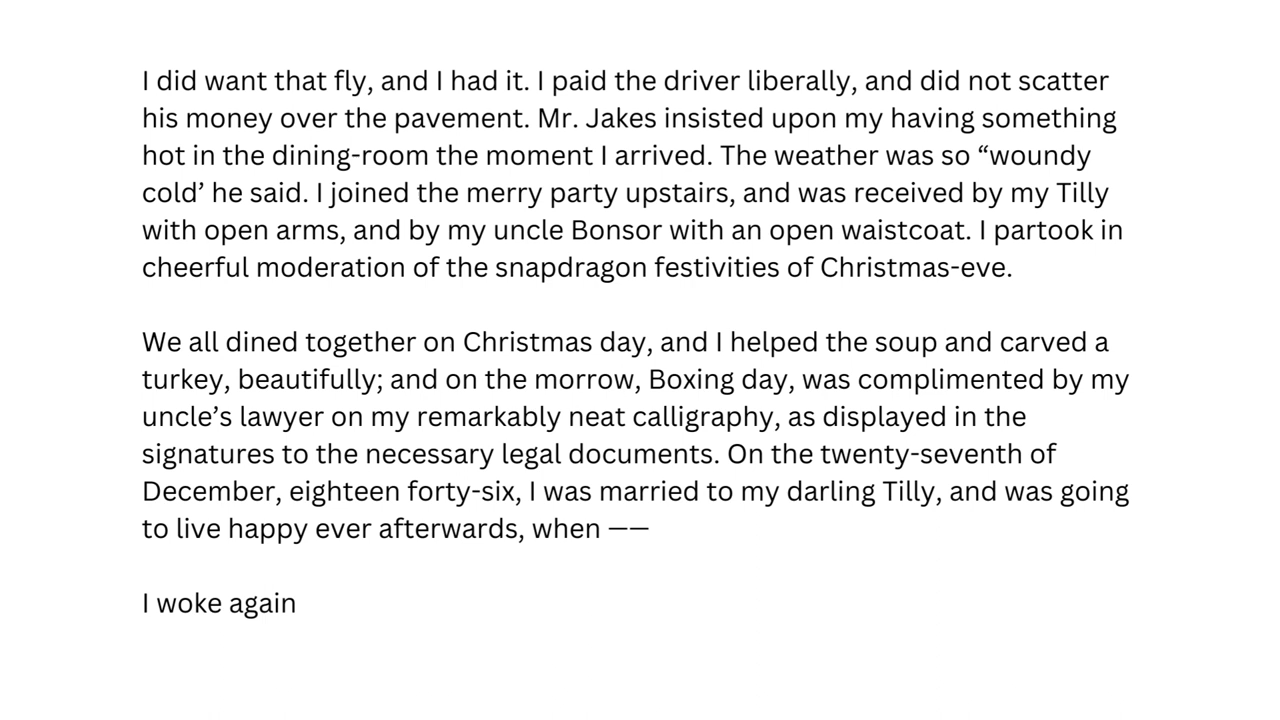 I did want that fly, and I had it. I paid the driver liberally, and did not scatter
his money over the pavement. Mr. Jakes insisted upon my having something
hot in the dining-room the moment I arrived. The weather was so “woundy
cold’ he said. I joined the merry party upstairs, and was received by my Tilly
with open arms, and by my uncle Bonsor with an open waistcoat. I partook in
cheerful moderation of the snapdragon festivities of Christmas-eve.
We all dined together on Christmas day, and I helped the soup and carved a
turkey, beautifully; and on the morrow, Boxing day, was complimented by my
uncle’s lawyer on my remarkably neat calligraphy, as displayed in the
signatures to the necessary legal documents. On the twenty-seventh of
December, eighteen forty-six, I was married to my darling Tilly, and was going
to live happy ever afterwards, when ——
I woke again